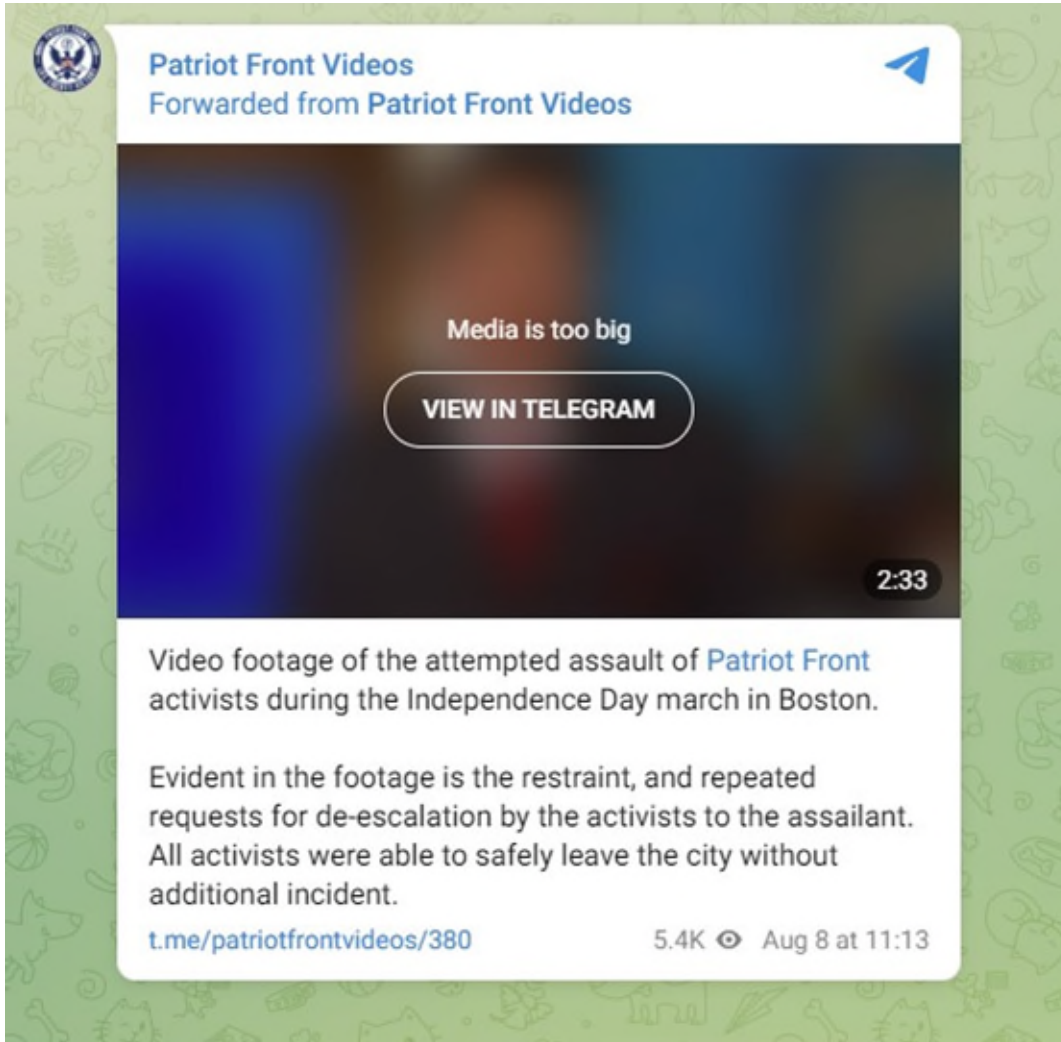 Patriot Front Videos
Forwarded from Patriot Front Videos
Media is too big
VIEW IN TELEGRAM
2:33
Video footage of the attempted assault of Patriot Front
activists during the Independence Day march in Boston.
Evident in the footage is the restraint, and repeated
requests for de-escalation by the activists to the assailant.
All activists were able to safely leave the city without
additional incident.
t.me/patriotfrontvideos/380
5.4K Aug 8 at 11:13